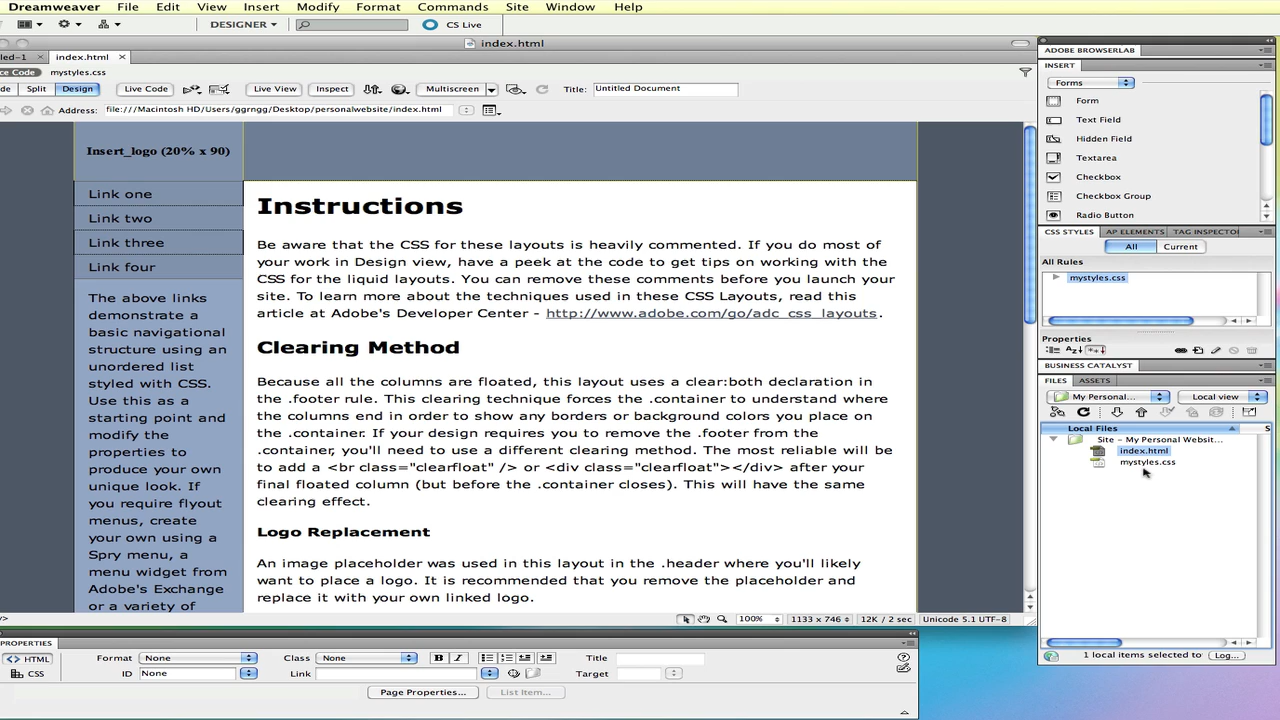 Dreamweaver File Edit View Insert Modify Format Commands Site Window Help
DESIGNER CS Live
index.html
led-1 index.html
ce Code mystyles.css
de Split Design Live Code Live View Inspect Multiscreen Title: Untitled Document
Address: file:///Macintosh HD/Users/ggrngg/Desktop/personalwebsite/index.html
Insert_logo (20% x 90)
Link one
Link two
Link three
Link four
The above links
demonstrate a
basic navigational
structure using an
unordered list
styled with CSS.
Use this as a
starting point and
modify the
properties to
produce your own
unique look. If
you require flyout
menus, create
your own using a
Spry menu, a
menu widget from
Adobe's Exchange
or a variety of
Instructions
Be aware that the CSS for these layouts is heavily commented. If you do most of
your work in Design view, have a peek at the code to get tips on working with the
CSS for the liquid layouts. You can remove these comments before you launch your
site. To learn more about the techniques used in these CSS Layouts, read this
article at Adobe's Developer Center - http://www.adobe.com/go/adc_css_layouts.
Clearing Method
Because all the columns are floated, this layout uses a clear:both declaration in
the .footer rule. This clearing technique forces the .container to understand where
the columns end in order to show any borders or background colors you place on
the .container. If your design requires you to remove the .footer from the
.container, you'll need to use a different clearing method. The most reliable will be
to add a <br class="clearfloat" /> or <div class="clearfloat"></div> after your
final floated column (but before the .container closes). This will have the same
clearing effect.
Logo Replacement
An image placeholder was used in this layout in the .header where you'll likely
want to place a logo. It is recommended that you remove the placeholder and
replace it with your own linked logo.
/> 100% 1133 x 746 12K / 2 sec Unicode 5.1 UTF-8
PROPERTIES
<> HTML Format None Class None B I Title
CSS ID None Link Target
Page Properties... List Item...
ADOBE BROWSERLAB
INSERT
Forms
Form
Text Field
Hidden Field
Textarea
Checkbox
Checkbox Group
Radio Button
CSS STYLES AP ELEMENTS TAG INSPECTOR
All Current
All Rules
mystyles.css
Properties
BUSINESS CATALYST
FILES ASSETS
My Personal... Local view
Local Files S
Site – My Personal Websit...
index.html
mystyles.css
1 local items selected to Log...